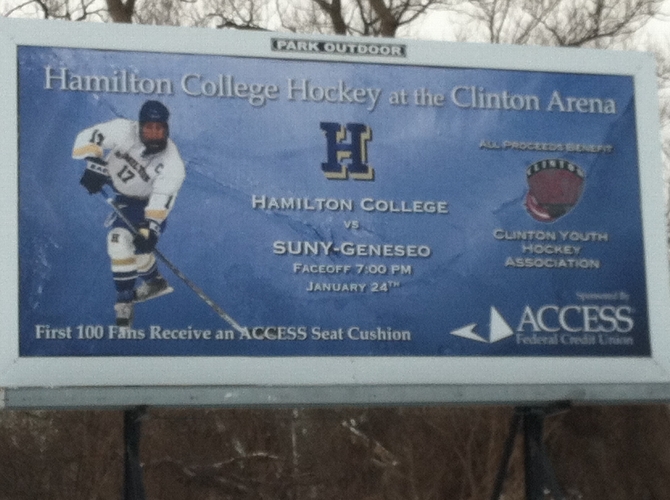 PARK OUTDOOR
Hamilton College Hockey at the Clinton Arena
H
ALL PROCEEDS BENEFIT
CLINTON
HAMILTON
17
C
HAMILTON COLLEGE
VS
SUNY-GENESEO
FACEOFF 7:00 PM
JANUARY 24TH
CLINTON YOUTH
HOCKEY
ASSOCIATION
Sponsored By
ACCESS
Federal Credit Union
First 100 Fans Receive an ACCESS Seat Cushion